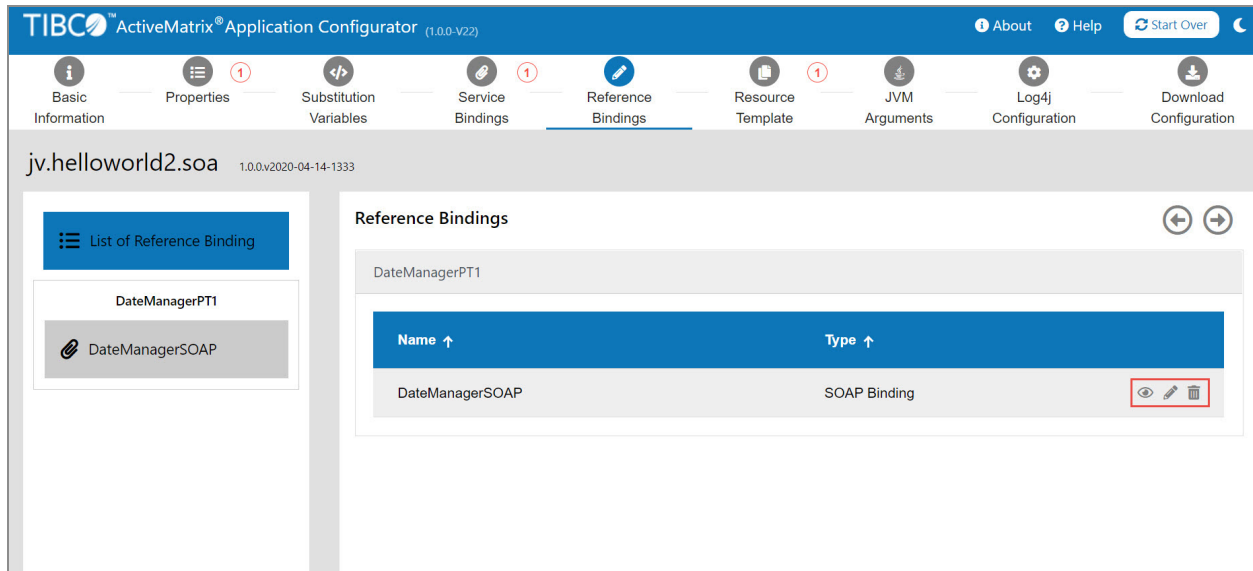 TIBCO™ ActiveMatrix® Application Configurator (1.0.0-V22)
About
Help
Start Over
Basic Information
Properties
1
Substitution Variables
Service Bindings
1
Reference Bindings
Resource Template
1
JVM Arguments
Log4j Configuration
Download Configuration
jv.helloworld2.soa 1.0.0.v2020-04-14-1333
List of Reference Binding
DateManagerPT1
DateManagerSOAP
Reference Bindings
DateManagerPT1
Name Type
DateManagerSOAP SOAP Binding